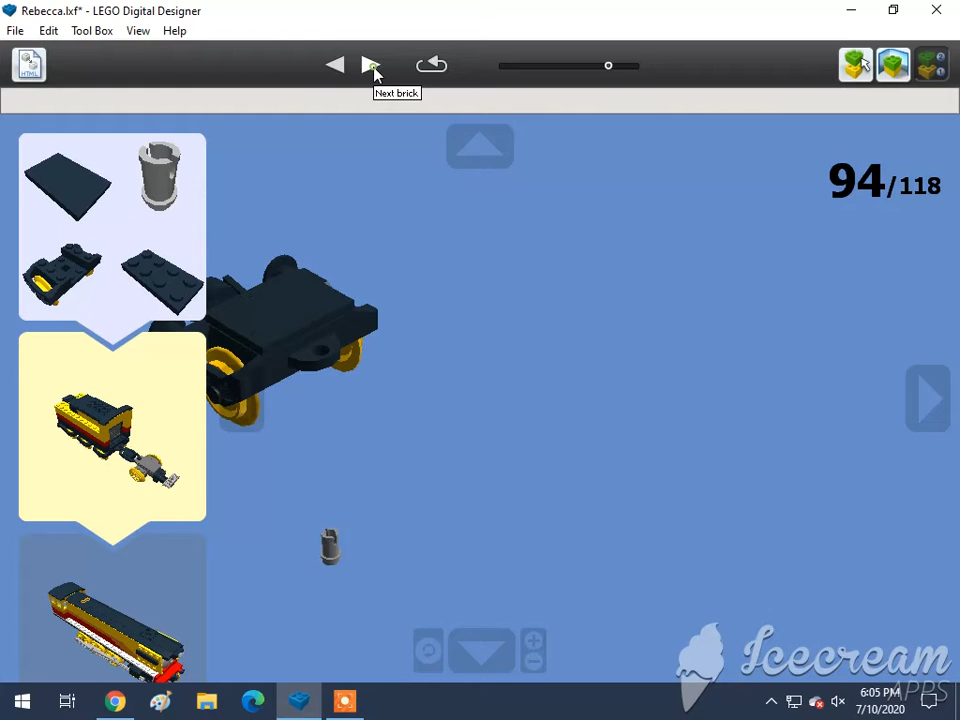 Rebecca.lxf* - LEGO Digital Designer
File Edit Tool Box View Help
HTML
Next brick
94/118
Icecream
APPS
6:05 PM
7/10/2020